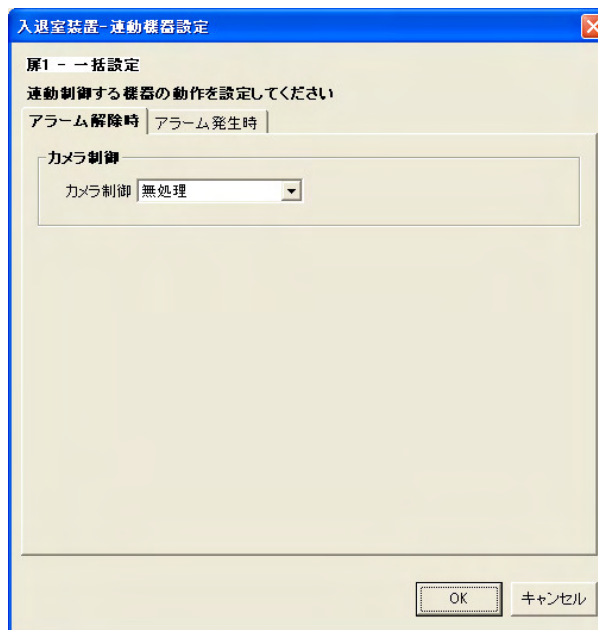 入退室装置-連動機器設定
扉1 - 一括設定
連動制御する機器の動作を設定してください
アラーム解除時 アラーム発生時
カメラ制御
カメラ制御 無処理
OK キャンセル